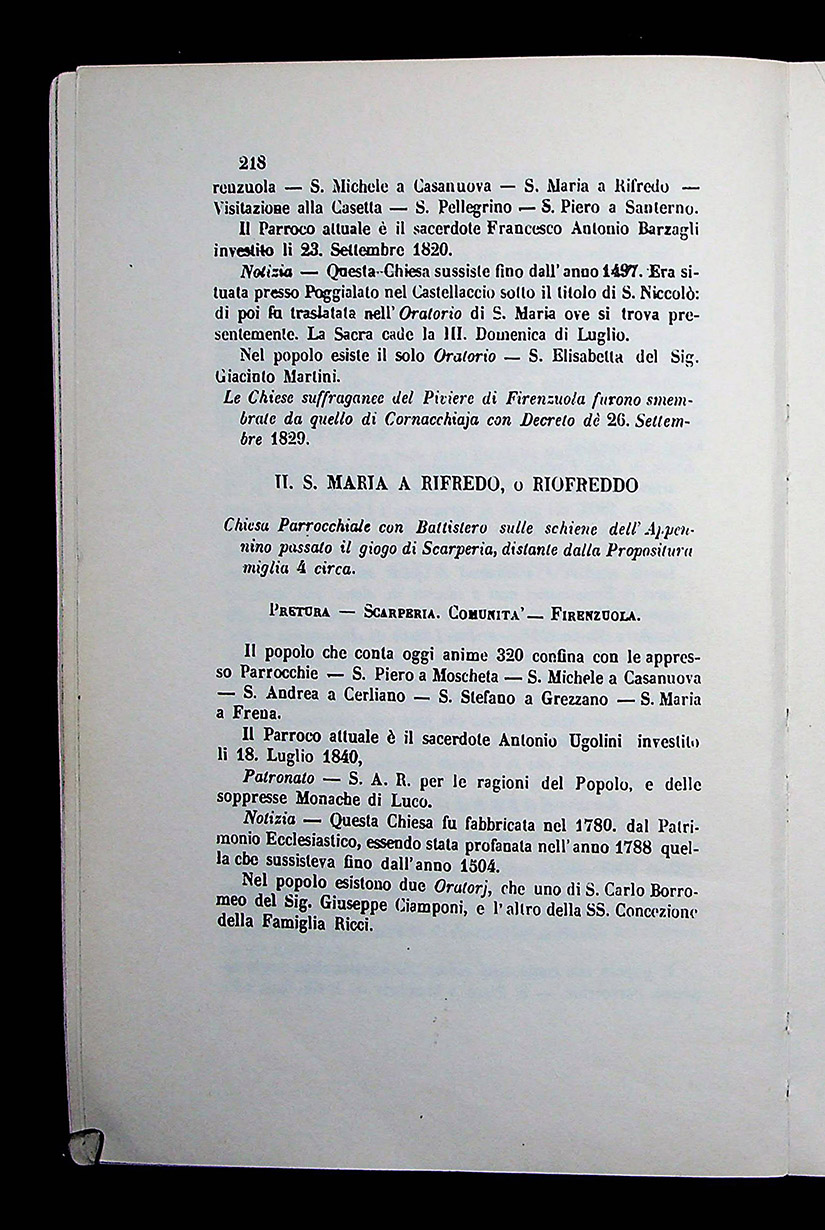 218
renzuola — S. Michele a Casanuova — S. Maria a Rifredo —
Visitazione alla Casetta — S. Pellegrino — S. Piero a Santerno.
Il Parroco attuale è il sacerdote Francesco Antonio Barzagli
investito li 23. Settembre 1820.
Notizia — Questa Chiesa sussiste fino dall' anno 1497. Era si-
tuata presso Poggialato nel Castellaccio sotto il titolo di S. Niccolò:
di poi fu traslatata nell' Oratorio di S. Maria ove si trova pre-
sentemente. La Sacra cade la III. Domenica di Luglio.
Nel popolo esiste il solo Oratorio — S. Elisabetta del Sig.
Giacinto Martini.
Le Chiese suffraganee del Piviere di Firenzuola furono smem-
brate da quello di Cornacchiaja con Decreto dè 26. Settem-
bre 1829.
II. S. MARIA A RIFREDO, o RIOFREDDO
Chiesa Parrocchiale con Battistero sulle schiene dell' Appen-
nino passato il giogo di Scarperia, distante dalla Propositura
miglia 4 circa.
PRETURA — SCARPERIA. COMUNITA' — FIRENZUOLA.
Il popolo che conta oggi anime 320 confina con le appres-
so Parrocchie — S. Piero a Moscheta — S. Michele a Casanuova
— S. Andrea a Cerliano — S. Stefano a Grezzano — S. Maria
a Frena.
Il Parroco attuale è il sacerdote Antonio Ugolini investito
li 18. Luglio 1840,
Patronato — S. A. R. per le ragioni del Popolo, e delle
soppresse Monache di Luco.
Notizia — Questa Chiesa fu fabbricata nel 1780. dal Patri-
monio Ecclesiastico, essendo stata profanata nell' anno 1788 quel-
la che sussisteva fino dall' anno 1504.
Nel popolo esistono due Oratorj, che uno di S. Carlo Borro-
meo del Sig. Giuseppe Ciamponi, e l' altro della SS. Concezione
della Famiglia Ricci.